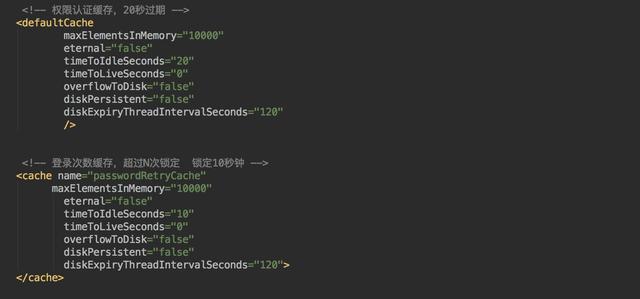 <!-- 权限认证缓存，20秒过期 -->
<defaultCache
maxElementsInMemory="10000"
eternal="false"
timeToIdleSeconds="20"
timeToLiveSeconds="0"
overflowToDisk="false"
diskPersistent="false"
diskExpiryThreadIntervalSeconds="120"
/>
<!-- 登录次数缓存，超过N次锁定  锁定10秒钟 -->
<cache name="passwordRetryCache"
maxElementsInMemory="10000"
eternal="false"
timeToIdleSeconds="10"
timeToLiveSeconds="0"
overflowToDisk="false"
diskPersistent="false"
diskExpiryThreadIntervalSeconds="120">
</cache>